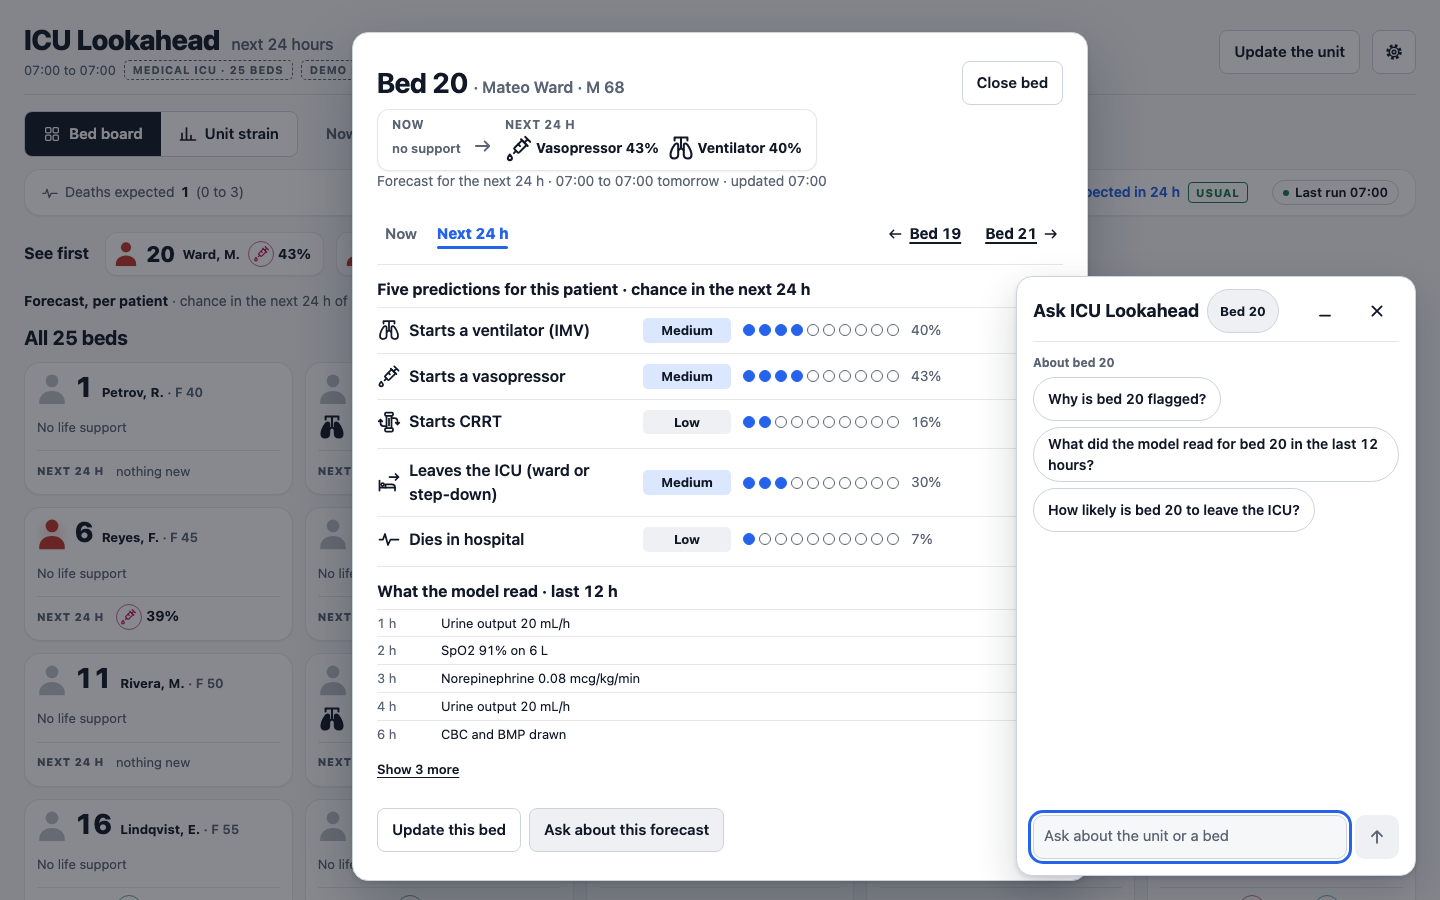 ICU Lookahead next 24 hours
07:00 to 07:00 MEDICAL ICU · 25 BEDS DEMO
Update the unit
Bed board
Unit strain
Now
Deaths expected 1 (0 to 3)
pected in 24 h USUAL
Last run 07:00
See first
20 Ward, M. 43%
Forecast, per patient · chance in the next 24 h of
All 25 beds
1 Petrov, R. · F 40
No life support
NEXT 24 H nothing new
NEXT
6 Reyes, F. · F 45
No life support
NEXT 24 H 39%
No li
NEXT
11 Rivera, M. · F 50
No life support
NEXT 24 H nothing new
NEXT
16 Lindqvist, E. · F 55
No life support
No li
Bed 20 · Mateo Ward · M 68
Close bed
NOW
no support
NEXT 24 H
Vasopressor 43% Ventilator 40%
Forecast for the next 24 h · 07:00 to 07:00 tomorrow · updated 07:00
Now
Next 24 h
Bed 19
Bed 21
Five predictions for this patient · chance in the next 24 h
Starts a ventilator (IMV) Medium 40%
Starts a vasopressor Medium 43%
Starts CRRT Low 16%
Leaves the ICU (ward or
step-down) Medium 30%
Dies in hospital Low 7%
What the model read · last 12 h
1 h Urine output 20 mL/h
2 h SpO2 91% on 6 L
3 h Norepinephrine 0.08 mcg/kg/min
4 h Urine output 20 mL/h
6 h CBC and BMP drawn
Show 3 more
Update this bed
Ask about this forecast
Ask ICU Lookahead Bed 20
About bed 20
Why is bed 20 flagged?
What did the model read for bed 20 in the last 12
hours?
How likely is bed 20 to leave the ICU?
Ask about the unit or a bed